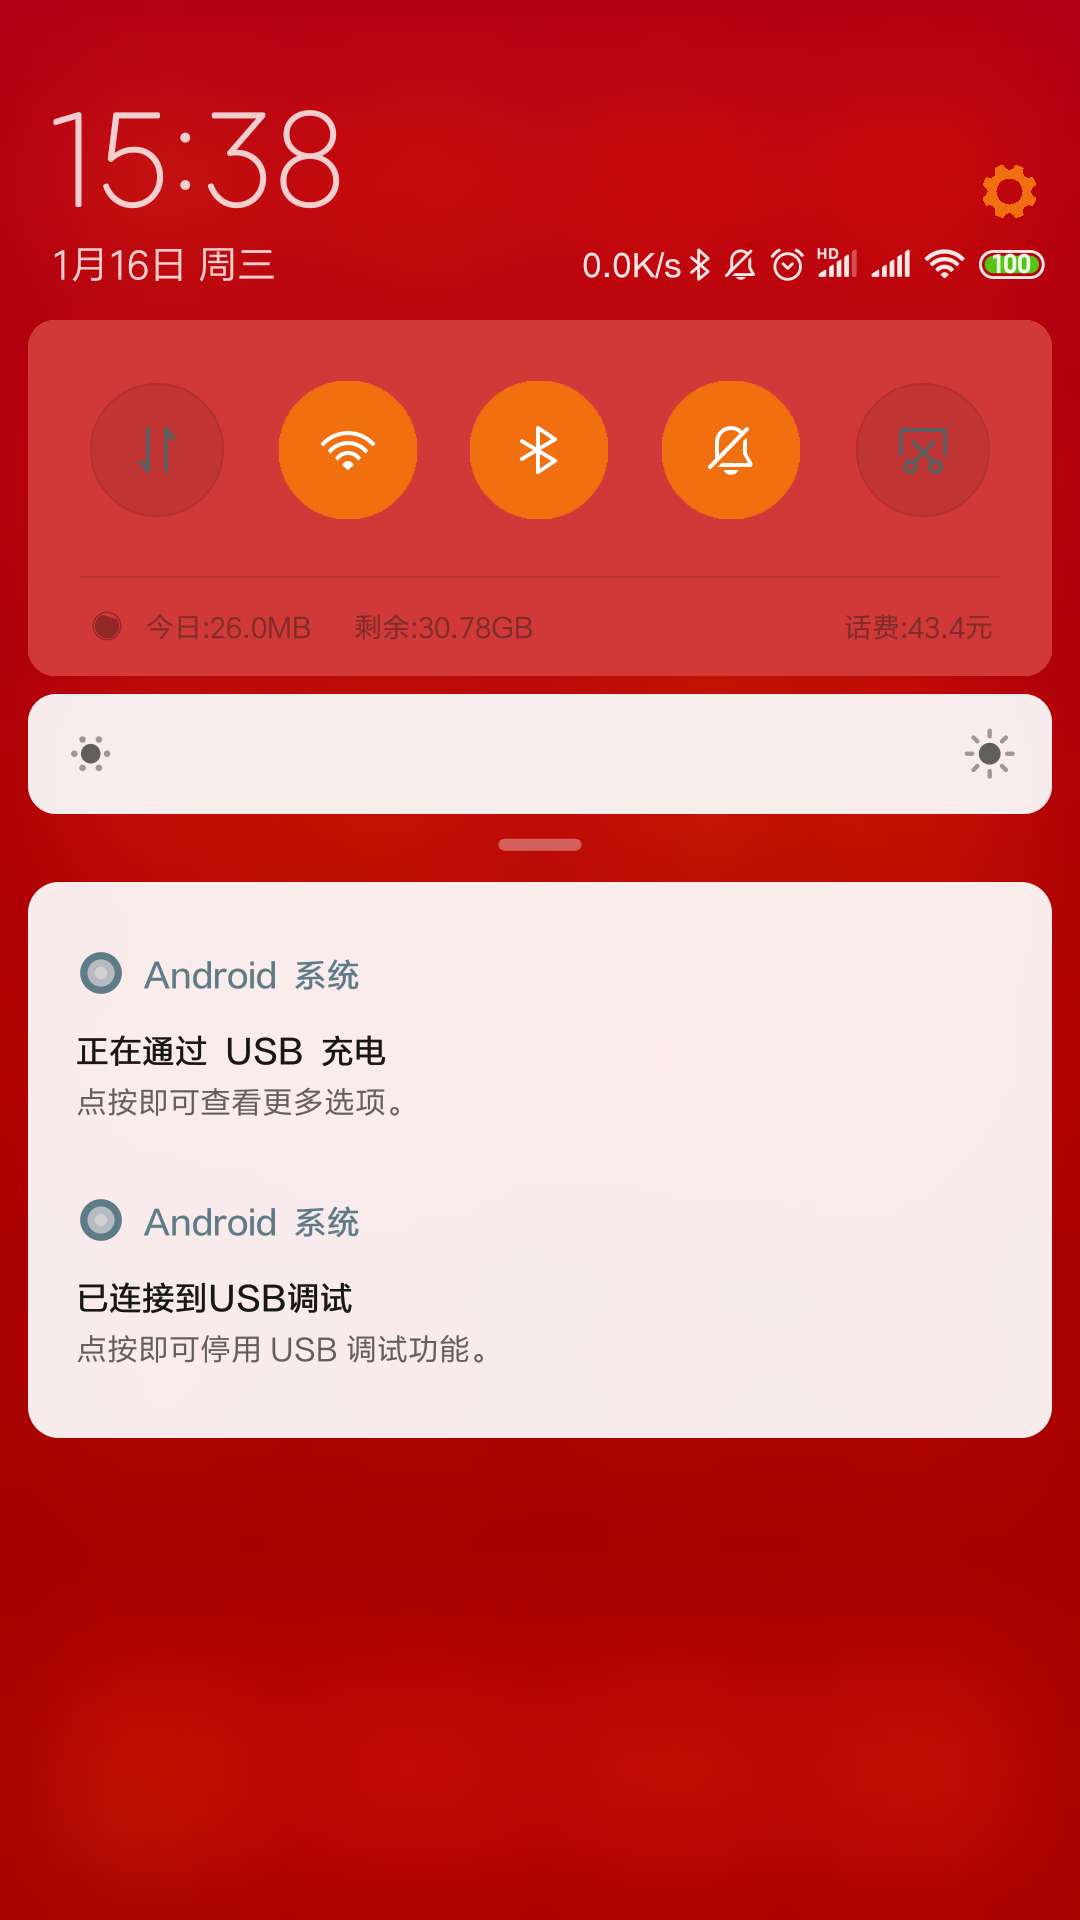 15:38
1月16日 周三
0.0K/s HD 100
今日:26.0MB 剩余:30.78GB 话费:43.4元
Android 系统
正在通过 USB 充电
点按即可查看更多选项。
Android 系统
已连接到USB调试
点按即可停用 USB 调试功能。